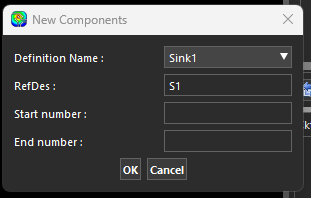 New Components
Definition Name : Sink1
RefDes : S1
Start number :
End number :
OK Cancel